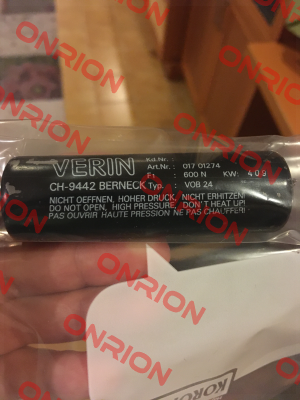 ONRION
Kd.Nr.:
VERIN Art.Nr.: 017 01274
F1 : 600 N KW: 409
CH-9442 BERNECK Typ.: VOB 24
NICHT OEFFNEN, HOHER DRUCK, NICHT ERHITZEN!
DO NOT OPEN, HIGH PRESSURE, DON'T HEAT UP!
PAS OUVRIR HAUTE PRESSION NE PAS CHAUFFER!
ONRION
ONRION
ONRION